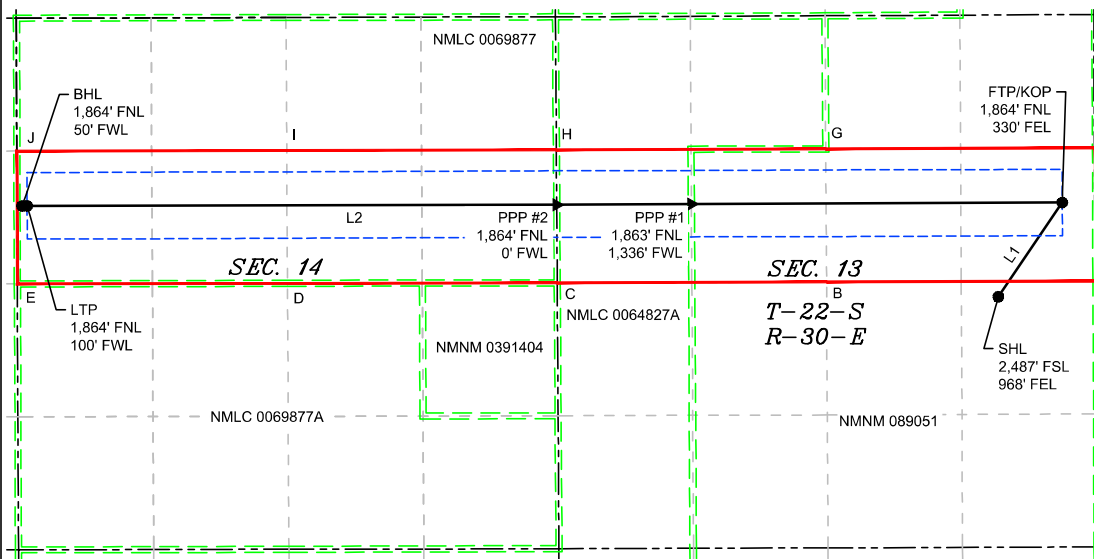 NMLC 0069877
BHL
1,864' FNL
50' FWL
FTP/KOP
1,864' FNL
330' FEL
J
I
H
G
L2
PPP #2
1,864' FNL
0' FWL
PPP #1
1,863' FNL
1,336' FWL
L1
SEC. 14
SEC. 13
T-22-S
R-30-E
E
D
C
B
LTP
1,864' FNL
100' FWL
NMLC 0064827A
NMNM 0391404
SHL
2,487' FSL
968' FEL
NMLC 0069877A
NMNM 089051